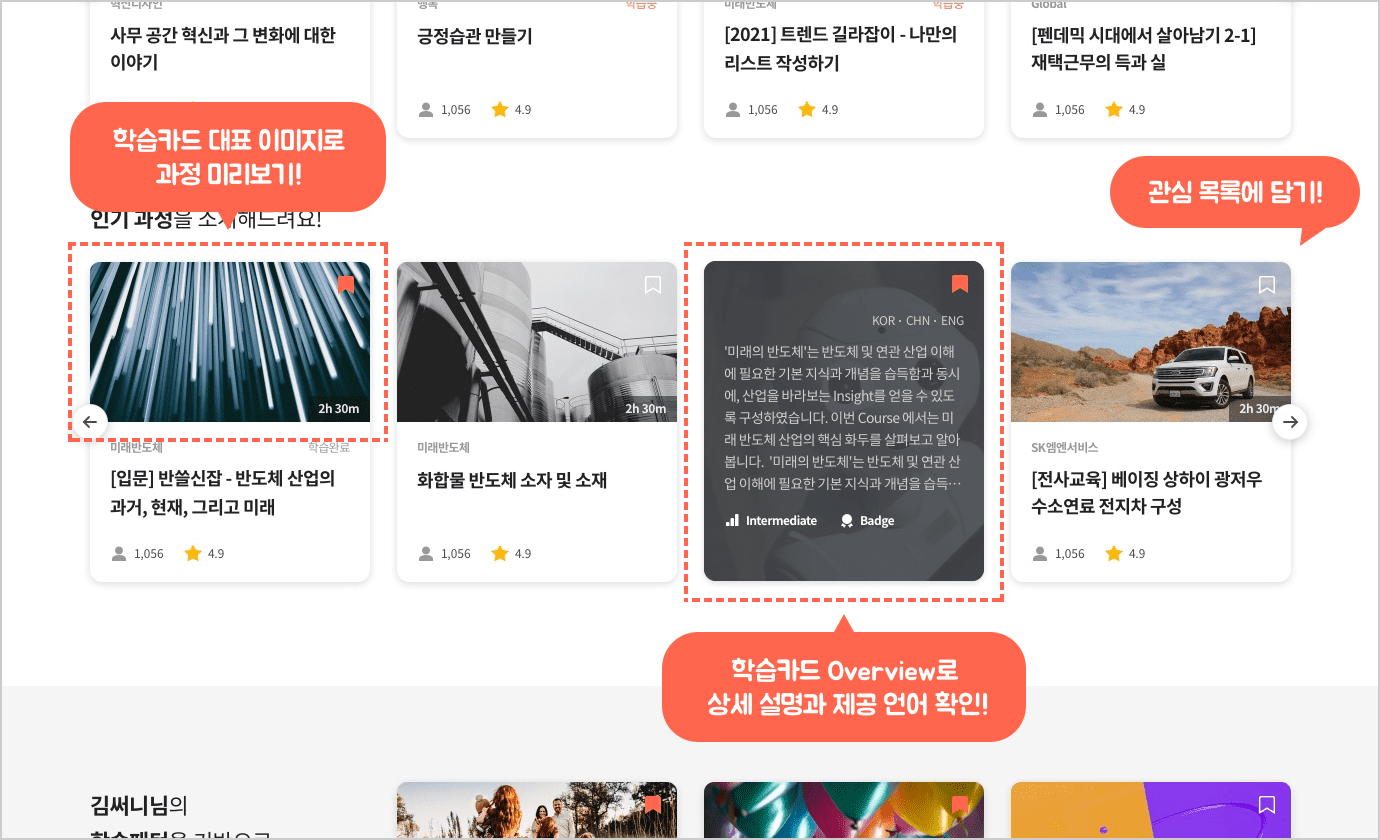 혁신디자인
사무 공간 혁신과 그 변화에 대한
이야기
행복
학습중
긍정습관 만들기
1,056 4.9
미래반도체
학습중
[2021] 트렌드 길라잡이 - 나만의
리스트 작성하기
1,056 4.9
Global
[펜데믹 시대에서 살아남기 2-1]
재택근무의 득과 실
1,056 4.9
학습카드 대표 이미지로
과정 미리보기!
관심 목록에 담기!
인기 과정을 소개해드려요!
2h 30m
미래반도체
학습완료
[입문] 반쓸신잡 - 반도체 산업의
과거, 현재, 그리고 미래
1,056 4.9
2h 30m
미래반도체
화합물 반도체 소자 및 소재
1,056 4.9
KOR · CHN · ENG
'미래의 반도체'는 반도체 및 연관 산업 이해
에 필요한 기본 지식과 개념을 습득함과 동시
에, 산업을 바라보는 Insight를 얻을 수 있도
록 구성하였습니다. 이번 Course 에서는 미
래 반도체 산업의 핵심 화두를 살펴보고 알아
봅니다. '미래의 반도체'는 반도체 및 연관 산
업 이해에 필요한 기본 지식과 개념을 습득…
Intermediate Badge
2h 30m
SK엠엔서비스
[전사교육] 베이징 상하이 광저우
수소연료 전지차 구성
1,056 4.9
학습카드 Overview로
상세 설명과 제공 언어 확인!
김써니님의
학습패턴을 기반으로